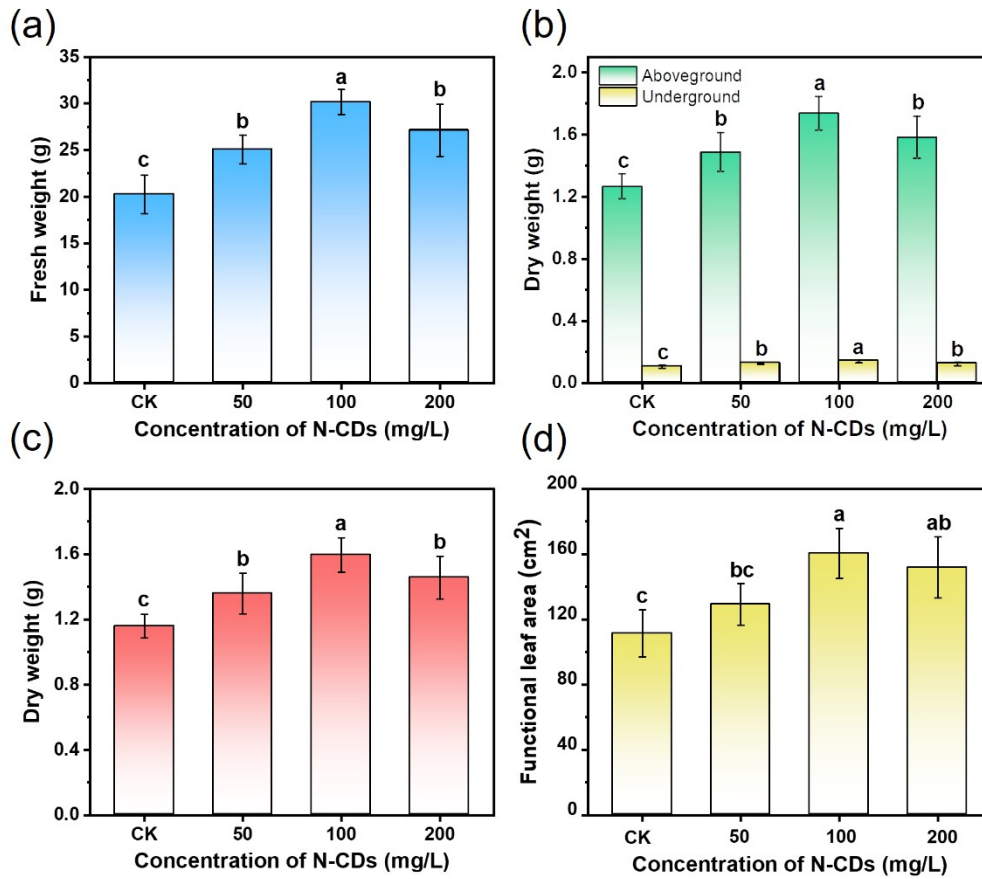 (a)
35
30
25
20
15
10
5
0
Fresh weight (g)
c
b
a
b
CK 50 100 200
Concentration of N-CDs (mg/L)
(b)
2.0
1.6
1.2
0.8
0.4
0.0
Dry weight (g)
Aboveground
Underground
c
b
a
b
c
b
a
b
CK 50 100 200
Concentration of N-CDs (mg/L)
(c)
2.0
1.6
1.2
0.8
0.4
0.0
Dry weight (g)
c
b
a
b
CK 50 100 200
Concentration of N-CDs (mg/L)
(d)
200
160
120
80
40
0
Functional leaf area (cm²)
c
bc
a
ab
CK 50 100 200
Concentration of N-CDs (mg/L)